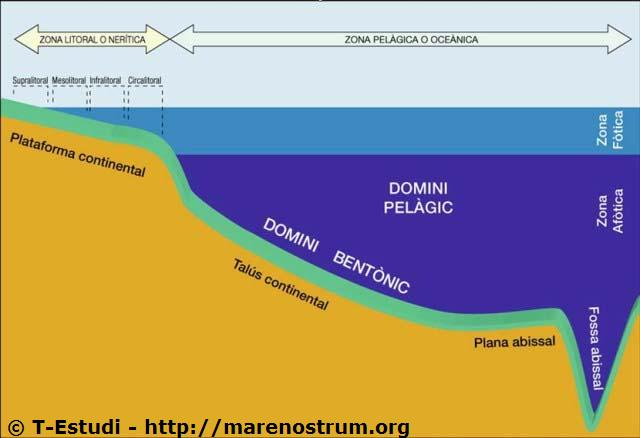 ZONA LITORAL O NERÍTICA
ZONA PELÀGICA O OCEÀNICA
Supralitoral Mesolitoral Infralitoral Circalitoral
Plataforma continental
Zona
Fòtica
DOMINI
PELÀGIC
Zona
Afòtica
DOMINI BENTÒNIC
Talús continental
Plana abissal
Fossa abissal
© T-Estudi - http://marenostrum.org